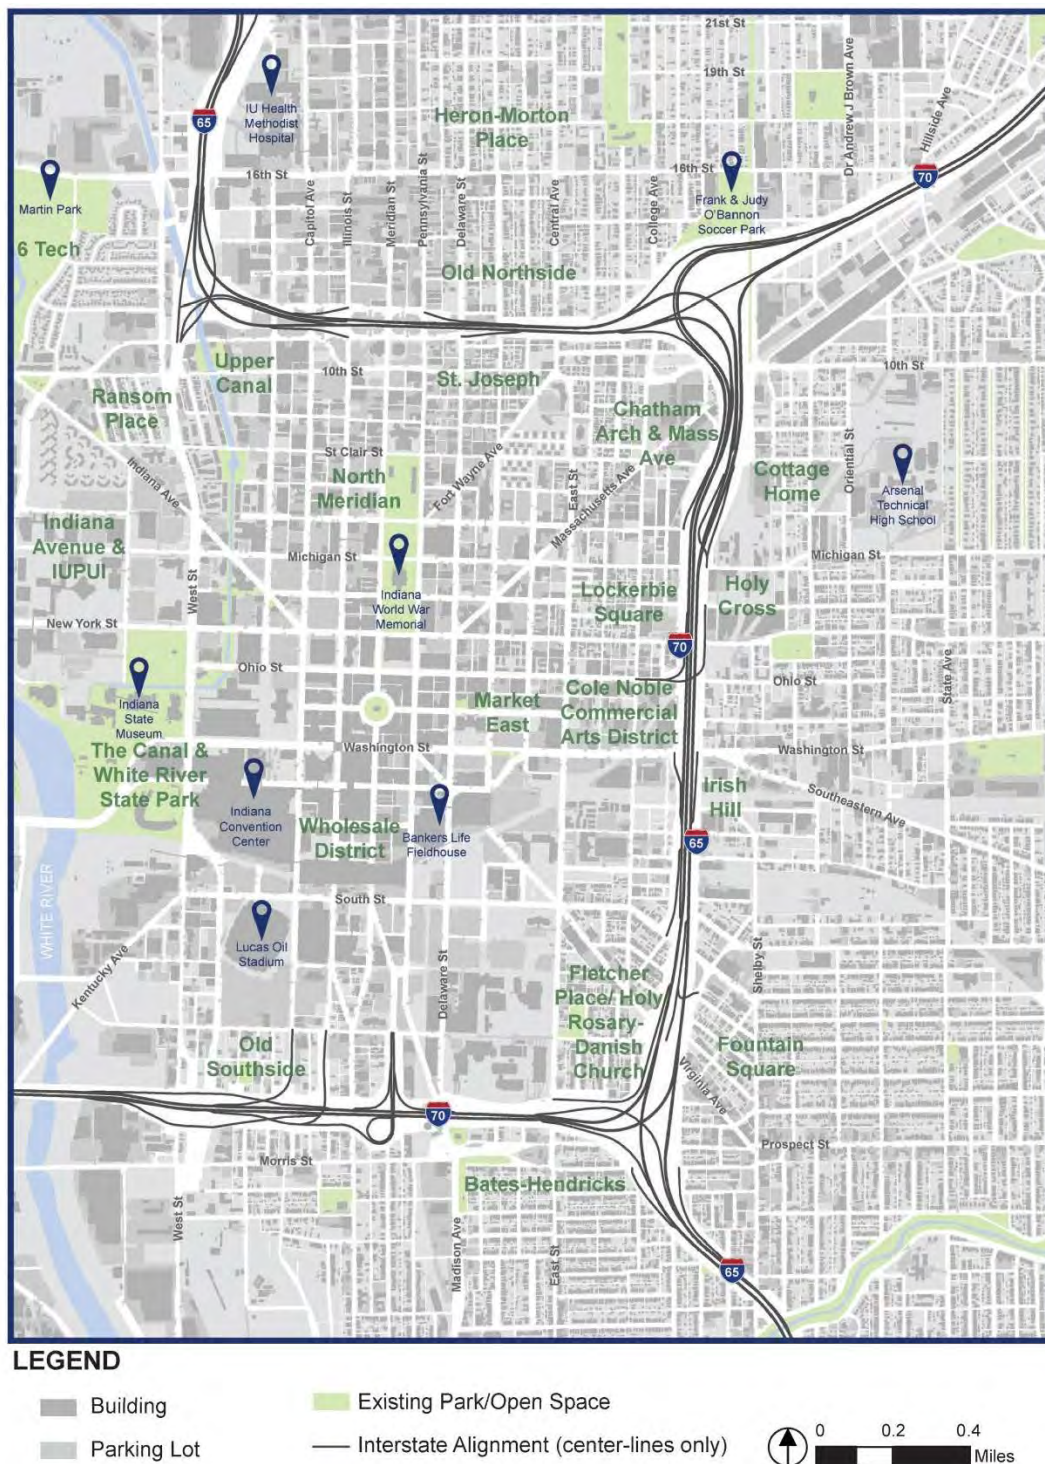 21st St
19th St
Dr Andrew J Brown Ave
Hillside Ave
65
IU Health
Methodist
Hospital
Heron-Morton
Place
16th St
16th St
70
Martin Park
Frank & Judy
O'Bannon
Soccer Park
Capitol Ave
Illinois St
Meridian St
Pennsylvania St
Delaware St
Central Ave
College Ave
6 Tech
Old Northside
Upper
Canal
10th St
St. Joseph
10th St
Ransom
Place
Chatham
Arch & Mass
Ave
St Clair St
North
Meridian
Fort Wayne Ave
East St
Massachusetts Ave
Cottage
Home
Oriental St
Arsenal
Technical
High School
Indiana Ave
Indiana
Avenue &
IUPUI
Michigan St
Michigan St
West St
Indiana
World War
Memorial
Lockerbie
Square
Holy
Cross
New York St
70
Ohio St
Ohio St
State Ave
Indiana
State
Museum
Market
East
Cole Noble
Commercial
Arts District
Washington St
Washington St
The Canal &
White River
State Park
Indiana
Convention
Center
Wholesale
District
Bankers Life
Fieldhouse
Irish
Hill
Southeastern Ave
65
WHITE RIVER
South St
Lucas Oil
Stadium
Kentucky Ave
Delaware St
Shelby St
Fletcher
Place/ Holy
Rosary-
Danish
Church
Old
Southside
Fountain
Square
Virginia Ave
70
Prospect St
Morris St
Bates-Hendricks
West St
Madison Ave
East St
65
LEGEND
Building
Existing Park/Open Space
Parking Lot
Interstate Alignment (center-lines only)
0 0.2 0.4
Miles